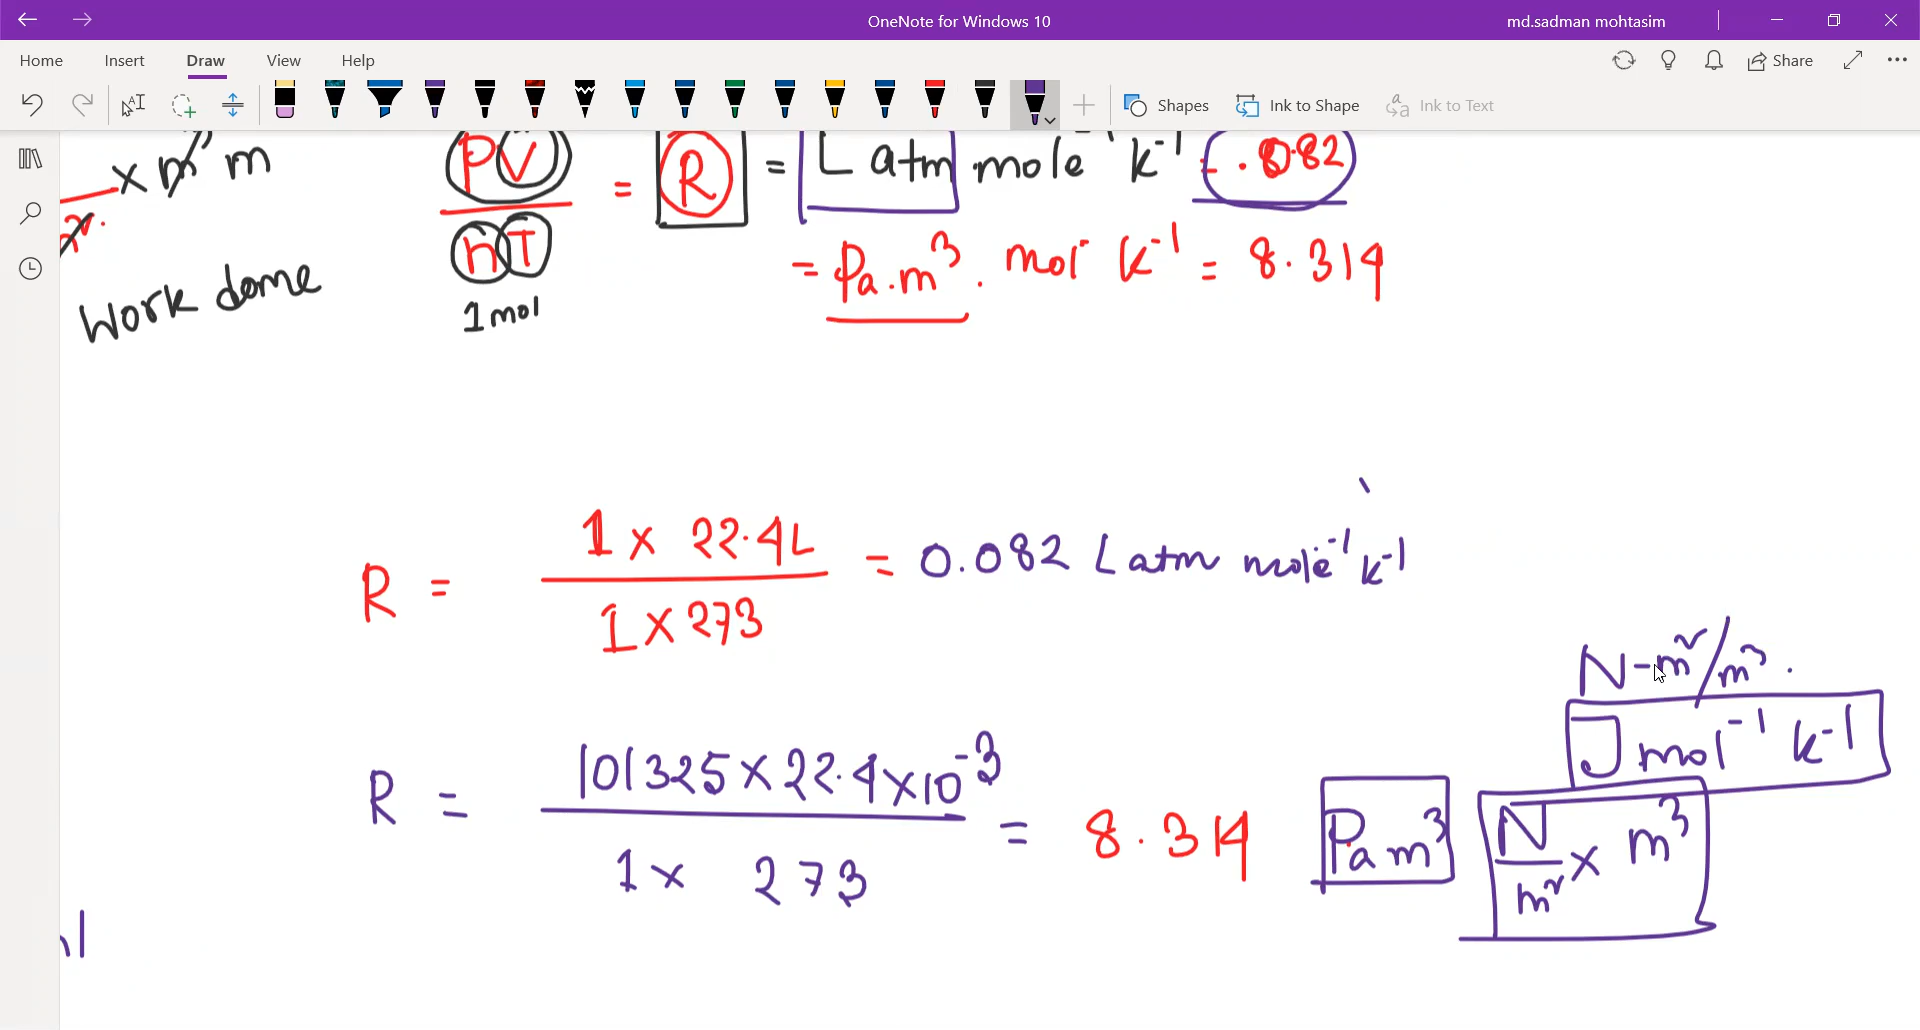 OneNote for Windows 10
md.sadman mohtasim
Home Insert Draw View Help
Share
Shapes Ink to Shape Ink to Text
x m m
Work dome
PV / nT = R = L atm mole⁻¹ k⁻¹ = .082
1 mol
= Pa.m³. mol⁻ k⁻¹ = 8.314
R = 1 x 22.4L / 1 x 273 = 0.082 L atm mole⁻¹ k⁻¹
N-m²/m³.
J mol⁻¹ k⁻¹
R = 101325 x 22.4 x 10⁻³ / 1 x 273 = 8.314 Pa m³ N/m² x m³